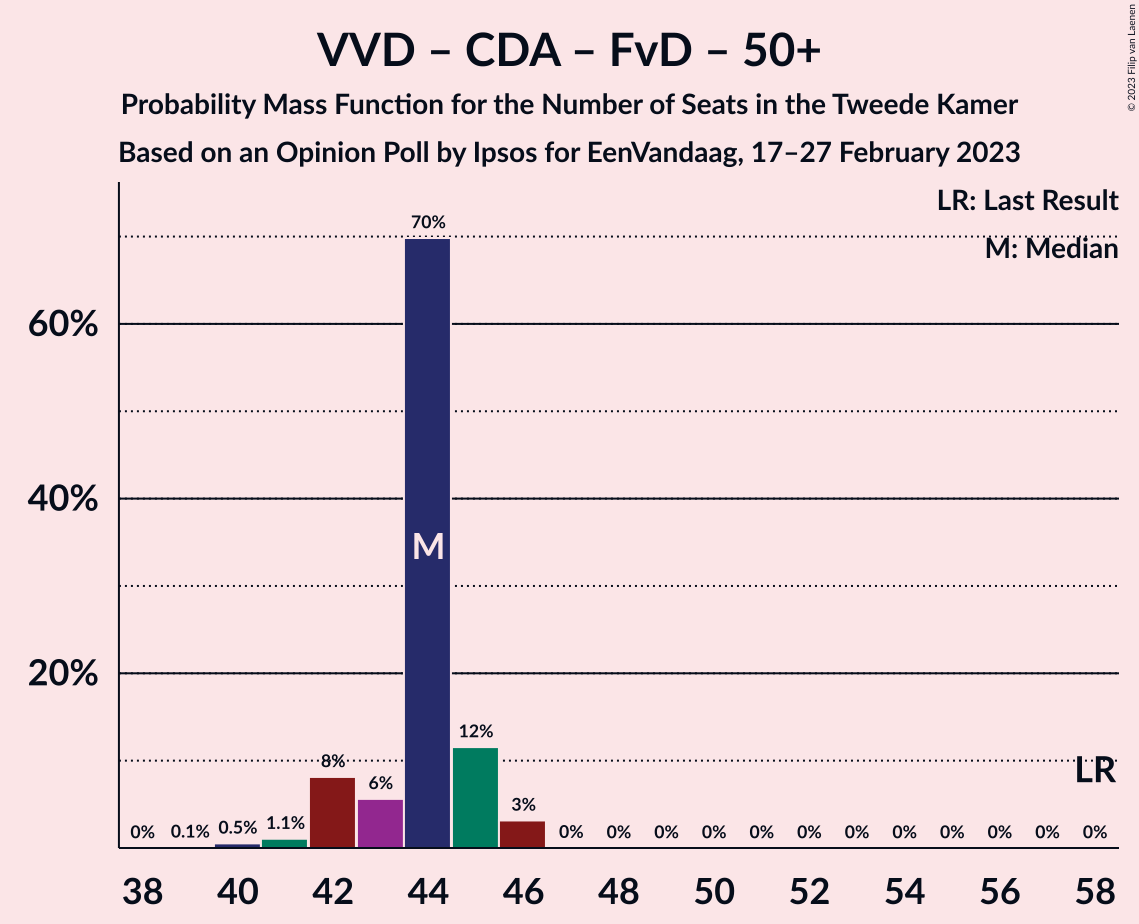 VVD – CDA – FvD – 50+
Probability Mass Function for the Number of Seats in the Tweede Kamer
Based on an Opinion Poll by Ipsos for EenVandaag, 17–27 February 2023
© 2023 Filip van Laenen
LR: Last Result
M: Median
60%
40%
20%
0% 0.1% 0.5% 1.1% 8% 6% 70% 12% 3% 0% 0% 0% 0% 0% 0% 0% 0% 0% 0% 0% 0%
M
LR
38 40 42 44 46 48 50 52 54 56 58